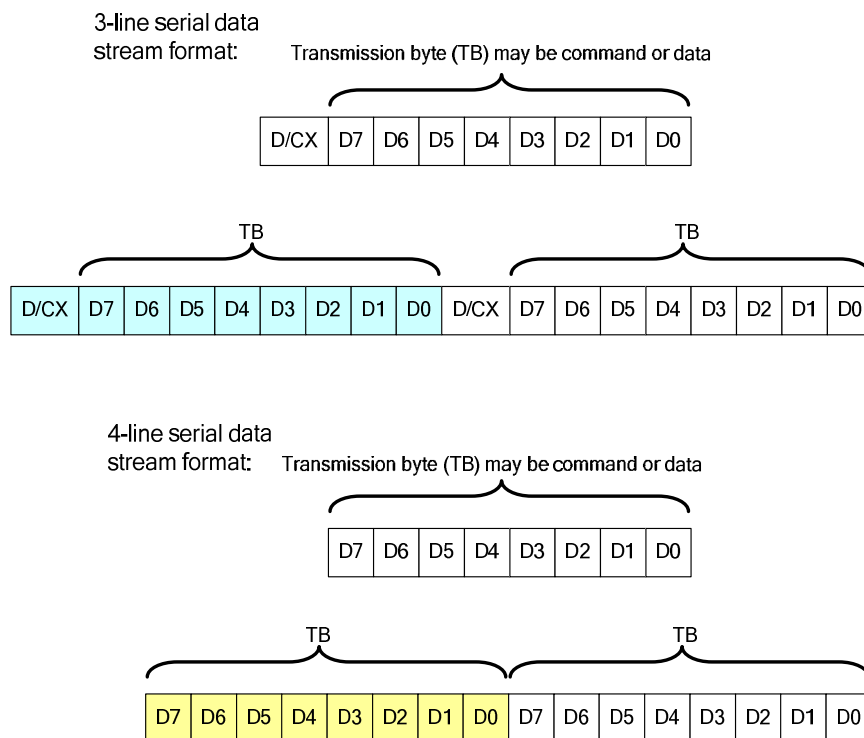 3-line serial data
stream format:
Transmission byte (TB) may be command or data
D/CX D7 D6 D5 D4 D3 D2 D1 D0
TB TB
D/CX D7 D6 D5 D4 D3 D2 D1 D0 D/CX D7 D6 D5 D4 D3 D2 D1 D0
4-line serial data
stream format:
Transmission byte (TB) may be command or data
D7 D6 D5 D4 D3 D2 D1 D0
TB TB
D7 D6 D5 D4 D3 D2 D1 D0 D7 D6 D5 D4 D3 D2 D1 D0